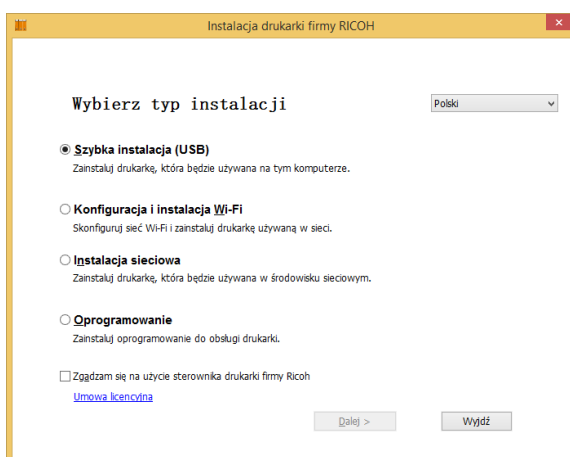 Instalacja drukarki firmy RICOH
Wybierz typ instalacji
Polski
Szybka instalacja (USB)
Zainstaluj drukarkę, która będzie używana na tym komputerze.
Konfiguracja i instalacja Wi-Fi
Skonfiguruj sieć Wi-Fi i zainstaluj drukarkę używaną w sieci.
Instalacja sieciowa
Zainstaluj drukarkę, która będzie używana w środowisku sieciowym.
Oprogramowanie
Zainstaluj oprogramowanie do obsługi drukarki.
Zgadzam się na użycie sterownika drukarki firmy Ricoh
Umowa licencyjna
Dalej >
Wyjdź